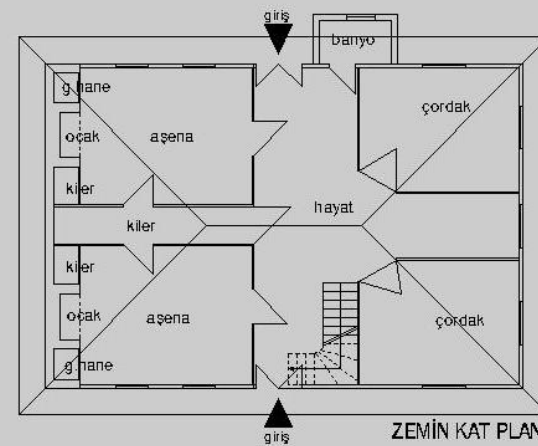 giriş
banyo
g.hane
çordak
ocak
aşena
kiler
hayat
kiler
kiler
ocak
aşena
çordak
g.hane
giriş
ZEMİN KAT PLAN